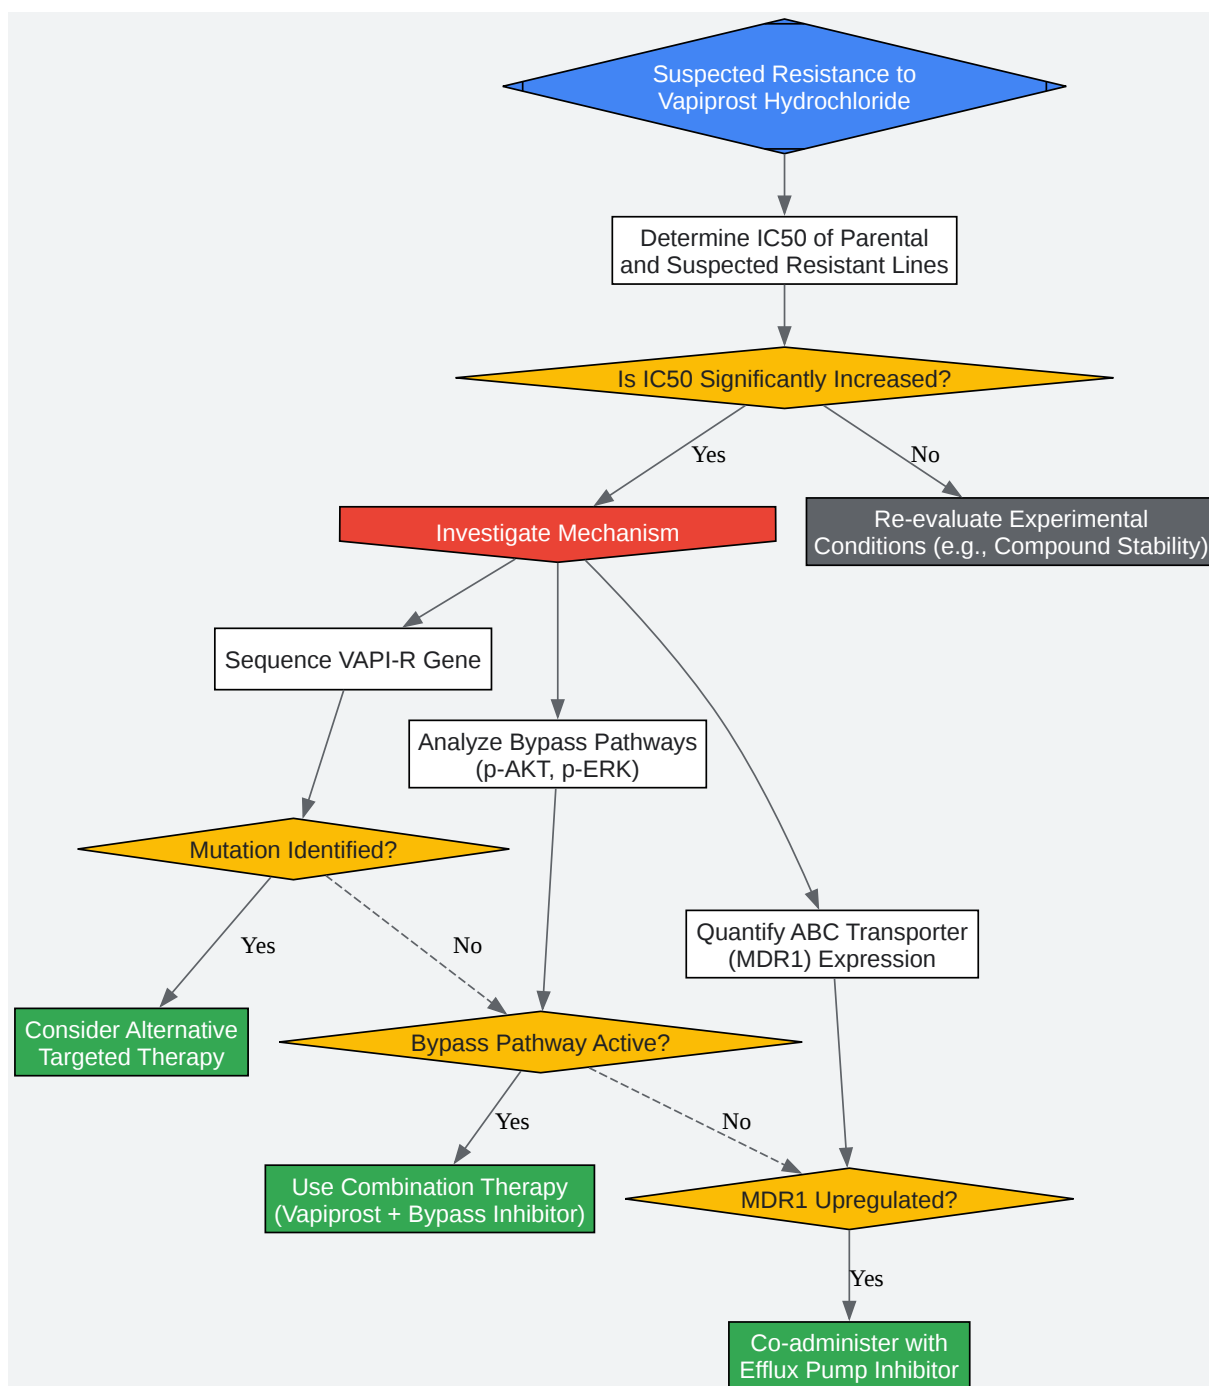 Suspected Resistance to
Vapiprost Hydrochloride
Determine IC50 of Parental
and Suspected Resistant Lines
Is IC50 Significantly Increased?
Yes
No
Investigate Mechanism
Re-evaluate Experimental
Conditions (e.g., Compound Stability)
Sequence VAPI-R Gene
Analyze Bypass Pathways
(p-AKT, p-ERK)
Mutation Identified?
Quantify ABC Transporter
(MDR1) Expression
Yes
No
Consider Alternative
Targeted Therapy
Bypass Pathway Active?
Yes
No
Use Combination Therapy
(Vapiprost + Bypass Inhibitor)
MDR1 Upregulated?
Yes
Co-administer with
Efflux Pump Inhibitor